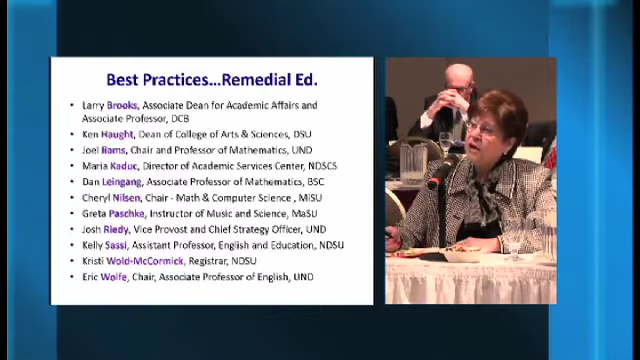 Best Practices...Remedial Ed.
Larry Brooks, Associate Dean for Academic Affairs and
Associate Professor, DCB
Ken Haught, Dean of College of Arts & Sciences, DSU
Joel Iiams, Chair and Professor of Mathematics, UND
Maria Kaduc, Director of Academic Services Center, NDSCS
Dan Leingang, Associate Professor of Mathematics, BSC
Cheryl Nilsen, Chair - Math & Computer Science , MiSU
Greta Paschke, Instructor of Music and Science, MaSU
Josh Riedy, Vice Provost and Chief Strategy Officer, UND
Kelly Sassi, Assistant Professor, English and Education, NDSU
Kristi Wold-McCormick, Registrar, NDSU
Eric Wolfe, Chair, Associate Professor of English, UND